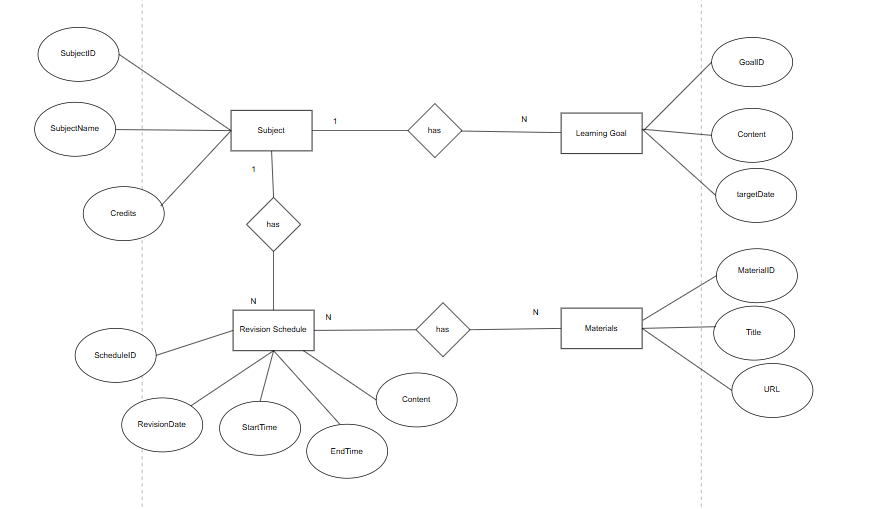 SubjectID
GoalID
SubjectName
Subject
1
has
N
Learning Goal
Content
1
targetDate
Credits
has
MaterialID
N
Revision Schedule
N
has
N
Materials
Title
ScheduleID
URL
Content
RevisionDate
StartTime
EndTime